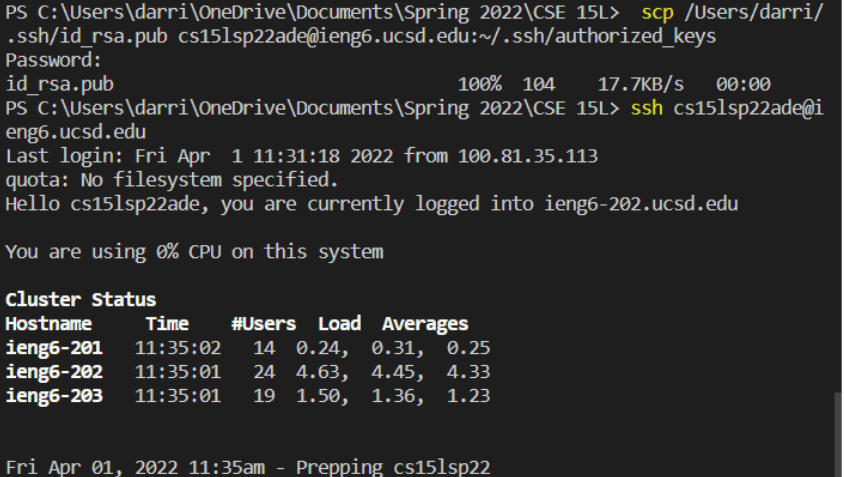 PS C:\Users\darri\OneDrive\Documents\Spring 2022\CSE 15L>  scp /Users/darri/
.ssh/id_rsa.pub cs15lsp22ade@ieng6.ucsd.edu:~/.ssh/authorized_keys
Password:
id_rsa.pub                                    100%  104    17.7KB/s   00:00
PS C:\Users\darri\OneDrive\Documents\Spring 2022\CSE 15L> ssh cs15lsp22ade@i
eng6.ucsd.edu
Last login: Fri Apr  1 11:31:18 2022 from 100.81.35.113
quota: No filesystem specified.
Hello cs15lsp22ade, you are currently logged into ieng6-202.ucsd.edu
You are using 0% CPU on this system
Cluster Status
Hostname     Time    #Users  Load  Averages
ieng6-201   11:35:02   14  0.24,  0.31,  0.25
ieng6-202   11:35:01   24  4.63,  4.45,  4.33
ieng6-203   11:35:01   19  1.50,  1.36,  1.23
Fri Apr 01, 2022 11:35am - Prepping cs15lsp22